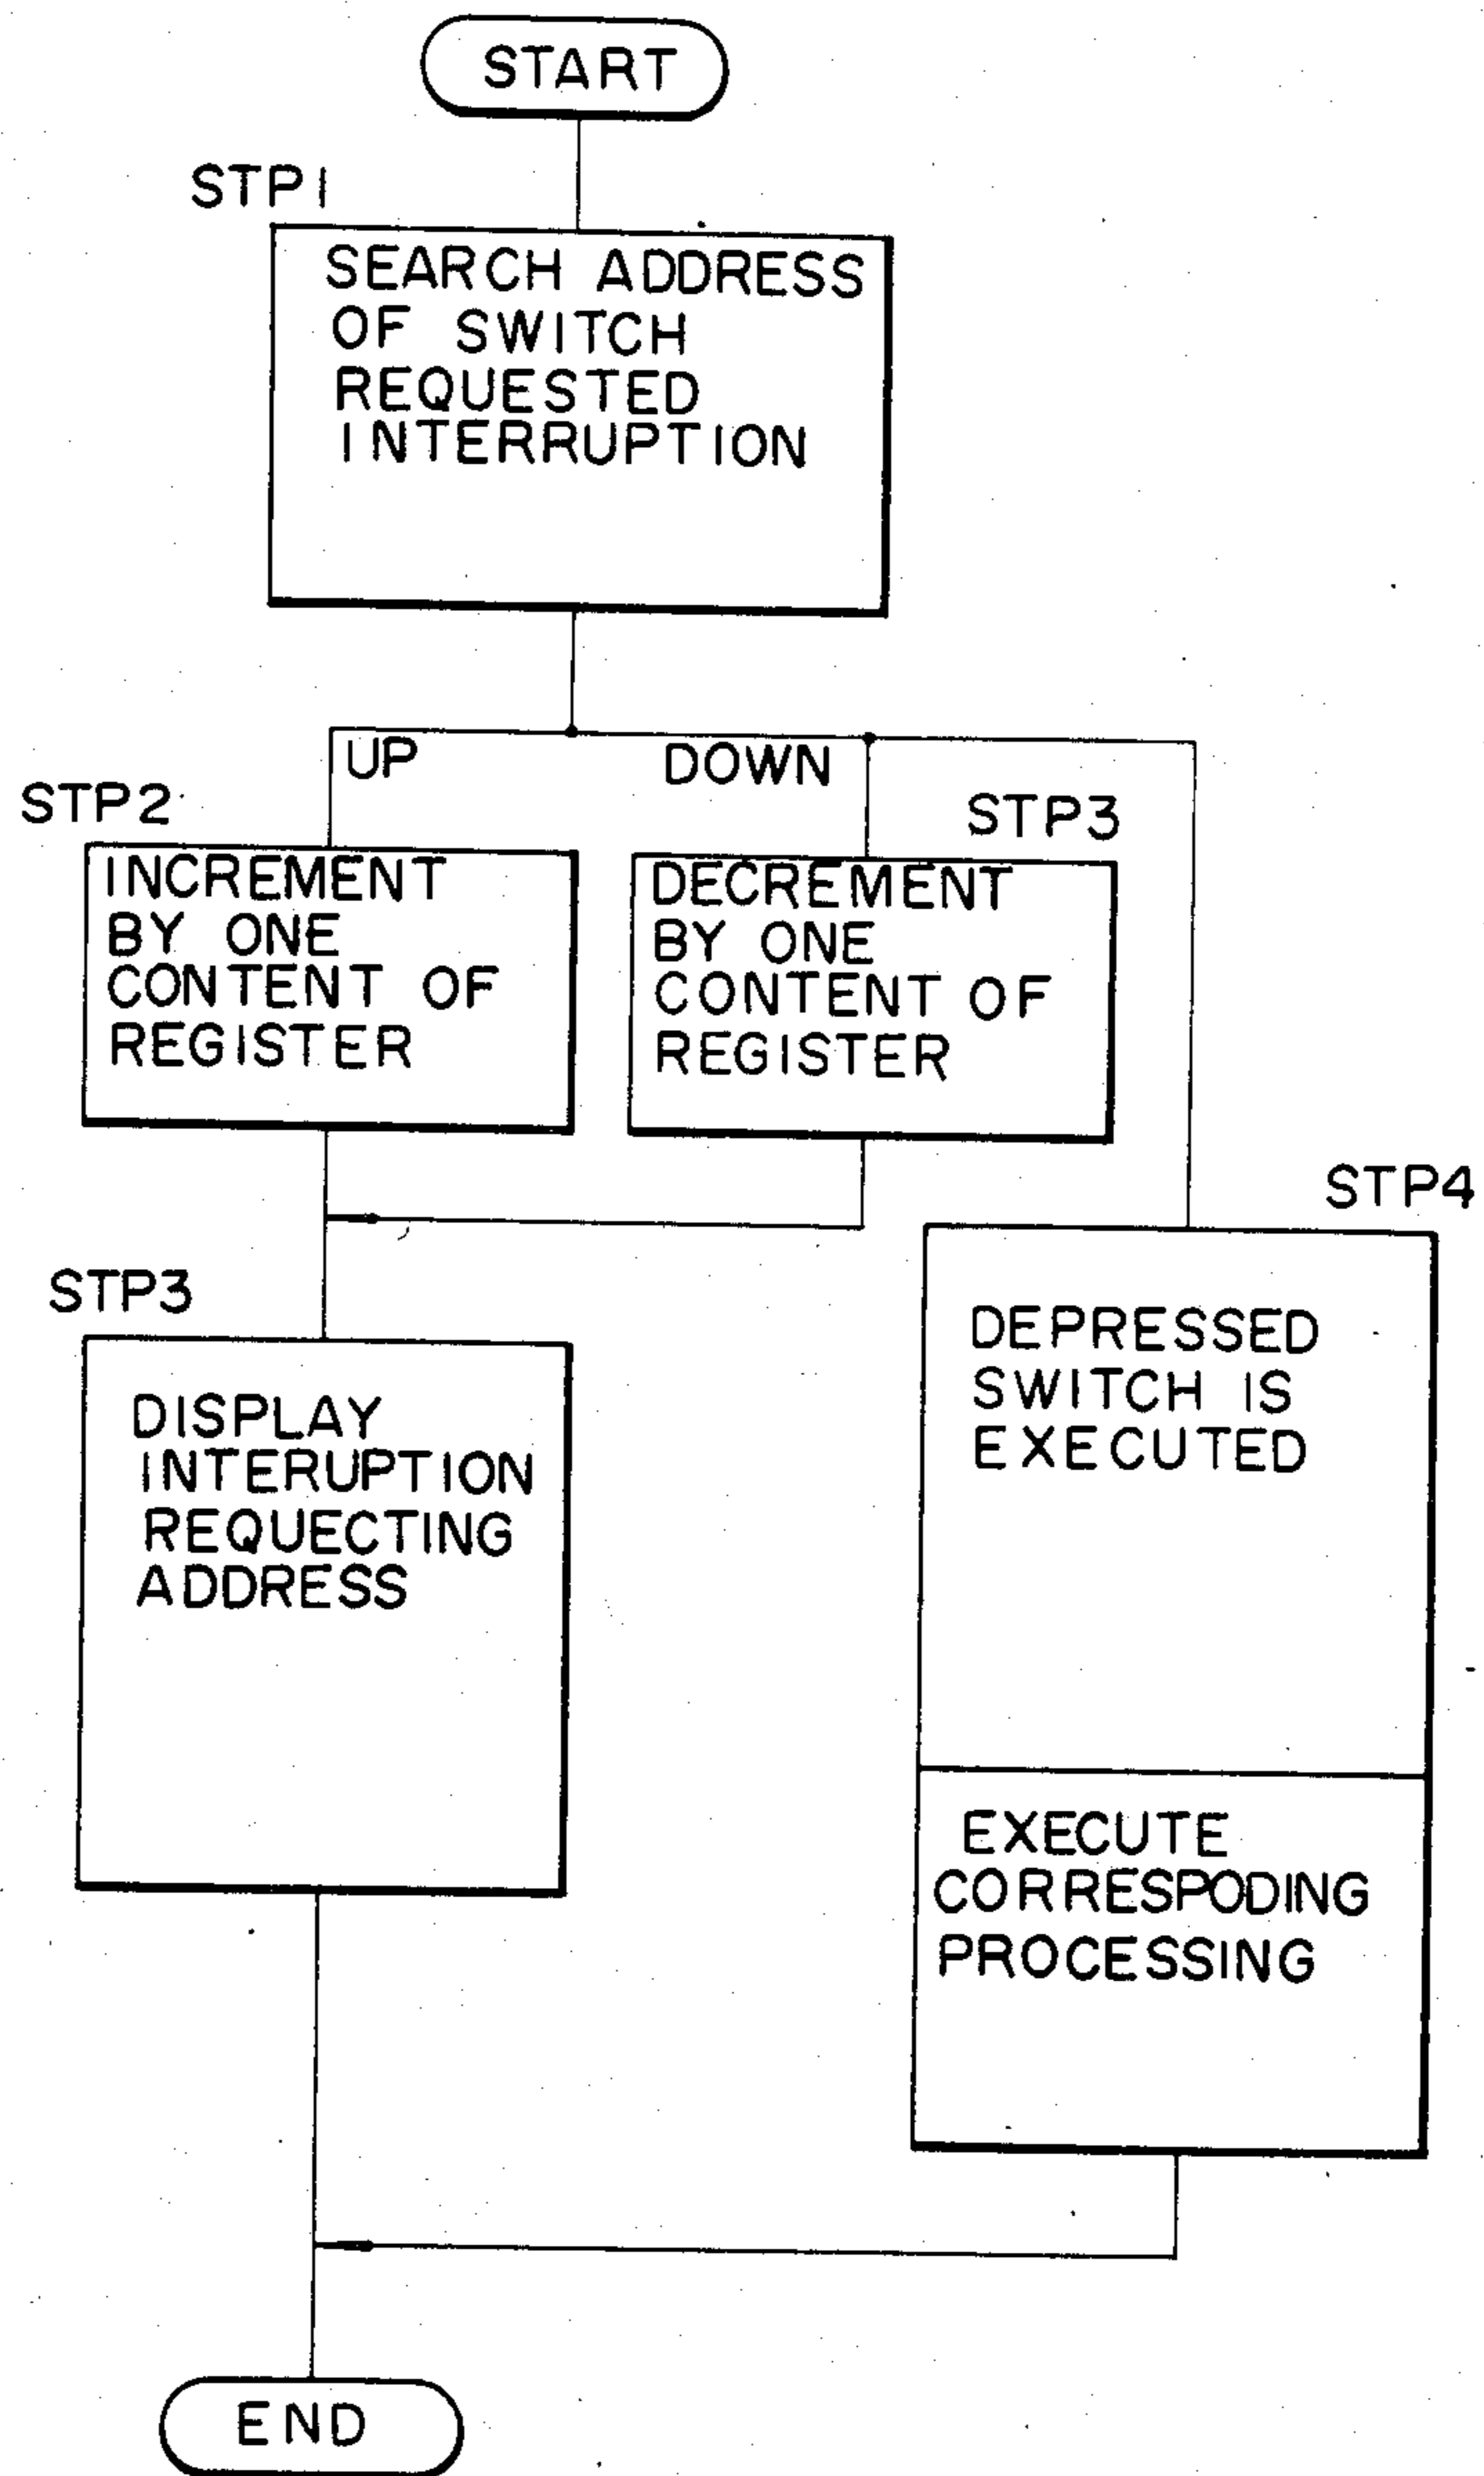 START
STP1
SEARCH ADDRESS
OF SWITCH
REQUESTED
INTERRUPTION
UP
DOWN
STP2
STP3
INCREMENT
BY ONE
CONTENT OF
REGISTER
DECREMENT
BY ONE
CONTENT OF
REGISTER
STP3
DISPLAY
INTERUPTION
REQUECTING
ADDRESS
STP4
DEPRESSED
SWITCH IS
EXECUTED
EXECUTE
CORRESPODING
PROCESSING
END